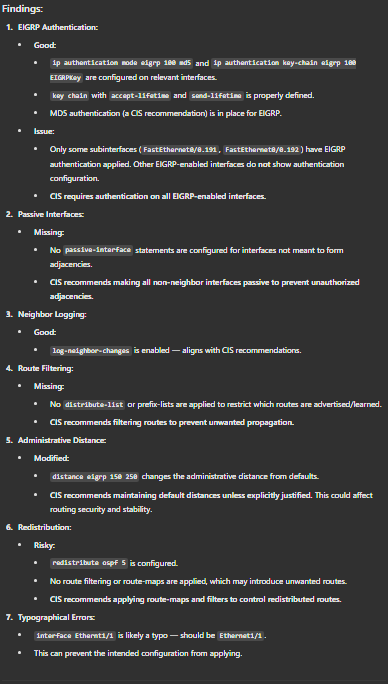 Findings:
1. EIGRP Authentication:
• Good:
• ip authentication mode eigrp 100 md5 and ip authentication key-chain eigrp 100
EIGRPKey are configured on relevant interfaces.
• key chain with accept-lifetime and send-lifetime is properly defined.
• MD5 authentication (a CIS recommendation) is in place for EIGRP.
• Issue:
• Only some subinterfaces (FastEthernet0/0.191, FastEthernet0/0.192) have EIGRP
authentication applied. Other EIGRP-enabled interfaces do not show authentication
configuration.
• CIS requires authentication on all EIGRP-enabled interfaces.
2. Passive Interfaces:
• Missing:
• No passive-interface statements are configured for interfaces not meant to form
adjacencies.
• CIS recommends making all non-neighbor interfaces passive to prevent unauthorized
adjacencies.
3. Neighbor Logging:
• Good:
• log-neighbor-changes is enabled — aligns with CIS recommendations.
4. Route Filtering:
• Missing:
• No distribute-list or prefix-lists are applied to restrict which routes are advertised/learned.
• CIS recommends filtering routes to prevent unwanted propagation.
5. Administrative Distance:
• Modified:
• distance eigrp 150 250 changes the administrative distance from defaults.
• CIS recommends maintaining default distances unless explicitly justified. This could affect
routing security and stability.
6. Redistribution:
• Risky:
• redistribute ospf 5 is configured.
• No route filtering or route-maps are applied, which may introduce unwanted routes.
• CIS recommends applying route-maps and filters to control redistributed routes.
7. Typographical Errors:
• interface Ethernt1/1 is likely a typo — should be Ethernet1/1.
• This can prevent the intended configuration from applying.